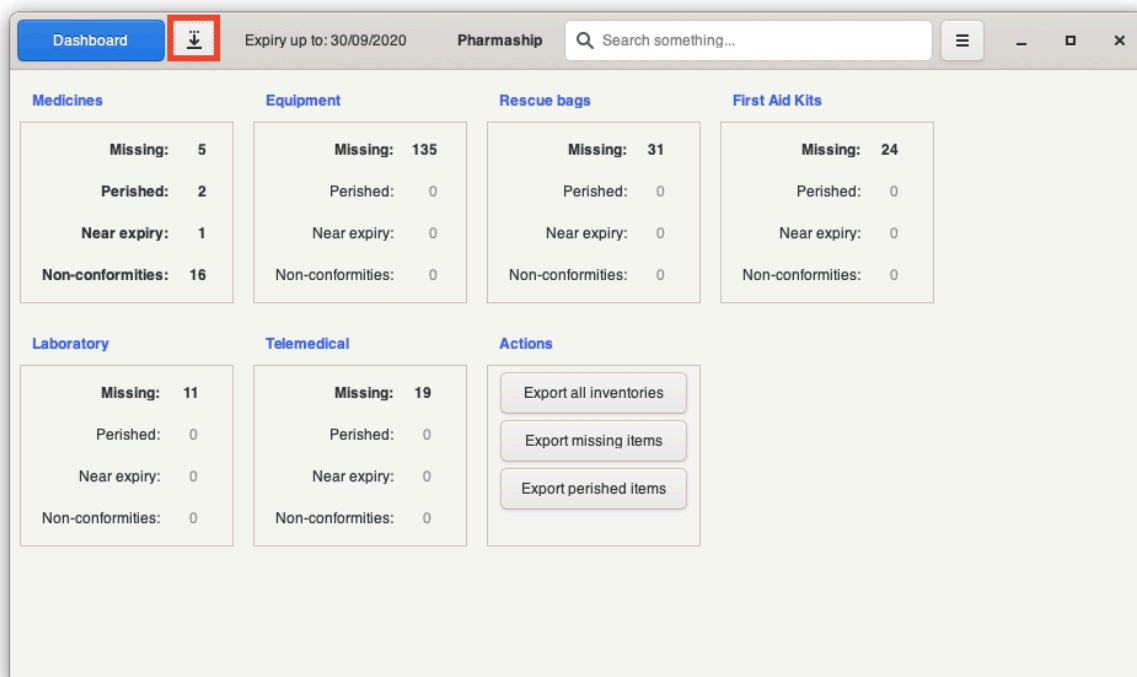 Dashboard Expiry up to: 30/09/2020 Pharmaship Search something...
Medicines
Missing: 5
Perished: 2
Near expiry: 1
Non-conformities: 16
Equipment
Missing: 135
Perished: 0
Near expiry: 0
Non-conformities: 0
Rescue bags
Missing: 31
Perished: 0
Near expiry: 0
Non-conformities: 0
First Aid Kits
Missing: 24
Perished: 0
Near expiry: 0
Non-conformities: 0
Laboratory
Missing: 11
Perished: 0
Near expiry: 0
Non-conformities: 0
Telemedical
Missing: 19
Perished: 0
Near expiry: 0
Non-conformities: 0
Actions
Export all inventories
Export missing items
Export perished items